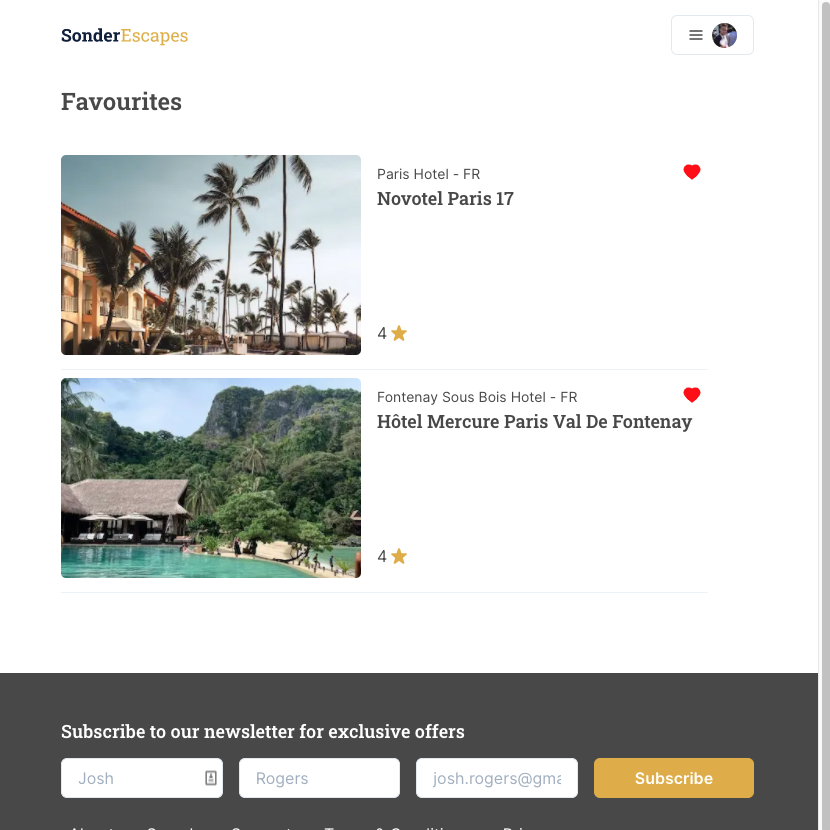 SonderEscapes
Favourites
Paris Hotel - FR
Novotel Paris 17
4
Fontenay Sous Bois Hotel - FR
Hôtel Mercure Paris Val De Fontenay
4
Subscribe to our newsletter for exclusive offers
Josh Rogers josh.rogers@gma Subscribe